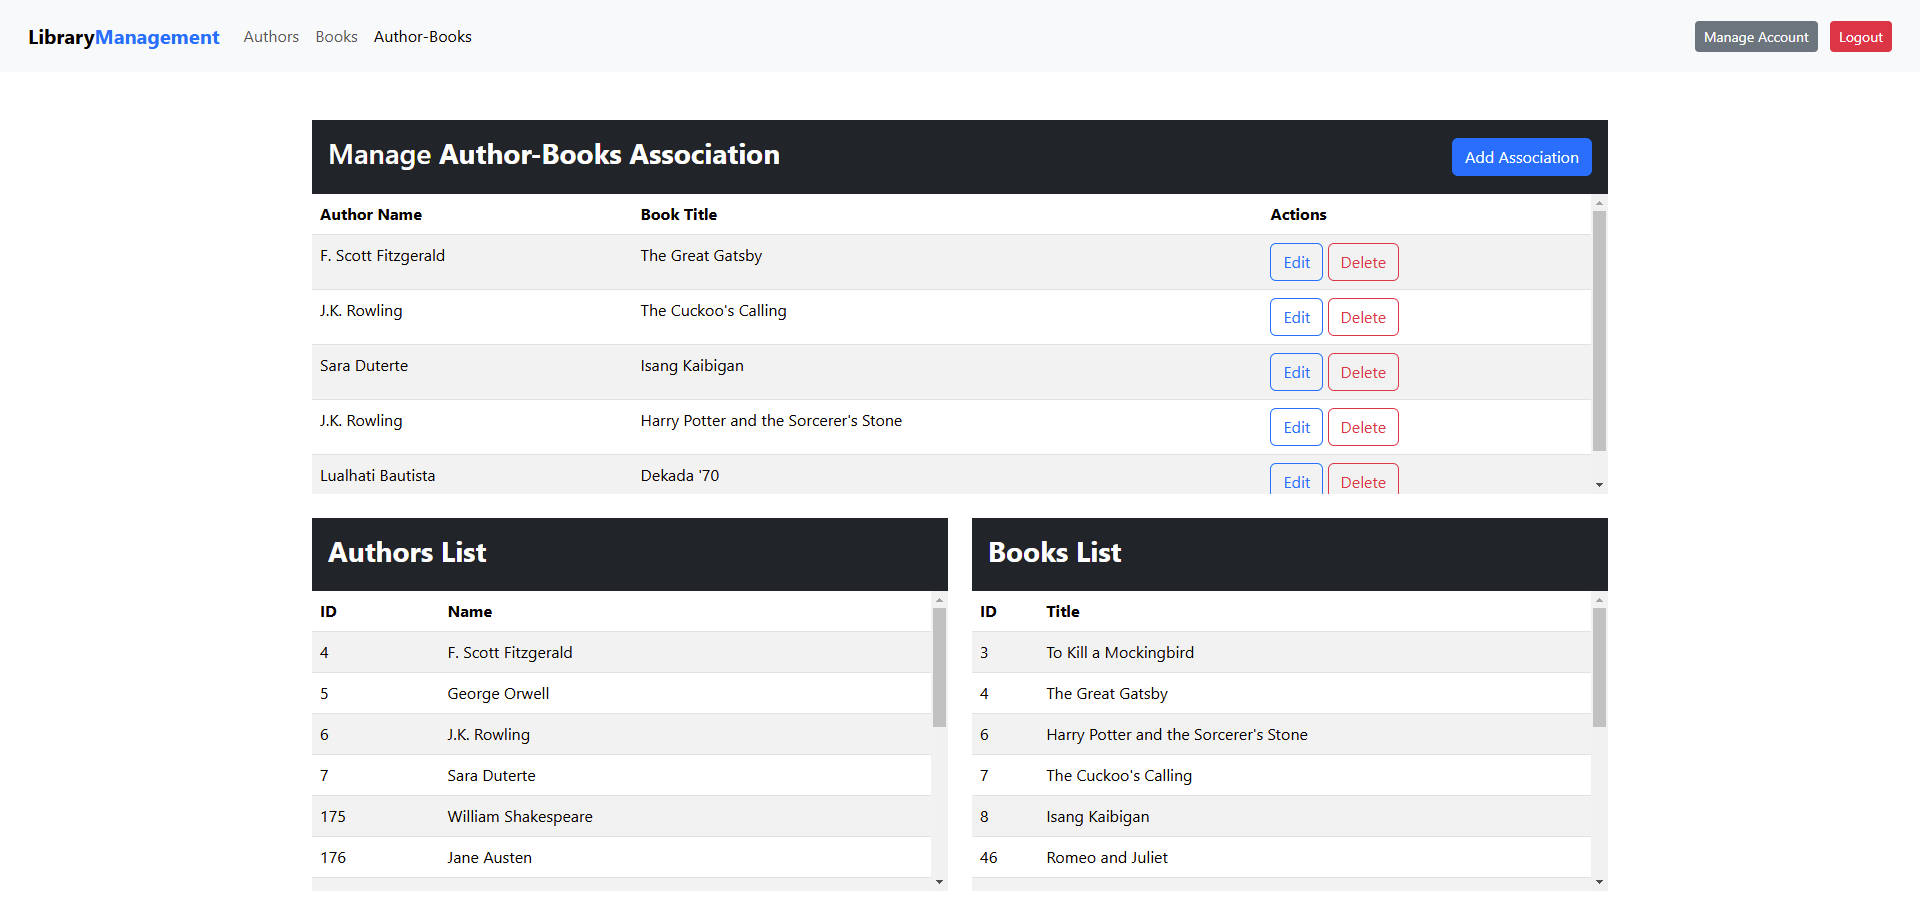 LibraryManagement Authors Books Author-Books Manage Account Logout
Manage Author-Books Association Add Association
Author Name Book Title Actions
F. Scott Fitzgerald The Great Gatsby Edit Delete
J.K. Rowling The Cuckoo's Calling Edit Delete
Sara Duterte Isang Kaibigan Edit Delete
J.K. Rowling Harry Potter and the Sorcerer's Stone Edit Delete
Lualhati Bautista Dekada '70 Edit Delete
Authors List
ID Name
4 F. Scott Fitzgerald
5 George Orwell
6 J.K. Rowling
7 Sara Duterte
175 William Shakespeare
176 Jane Austen
Books List
ID Title
3 To Kill a Mockingbird
4 The Great Gatsby
6 Harry Potter and the Sorcerer's Stone
7 The Cuckoo's Calling
8 Isang Kaibigan
46 Romeo and Juliet